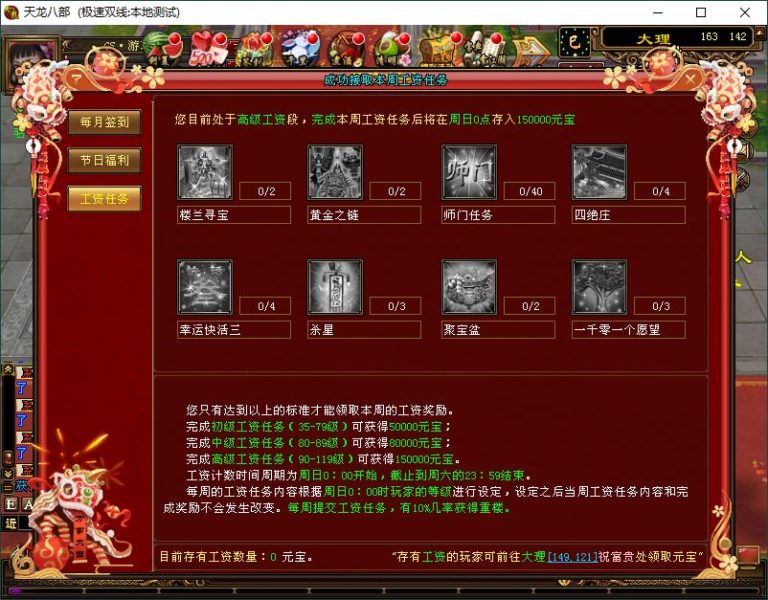 天龙八部 (极速双线:本地测试)
大理 163 142
成功接取本周工资任务
?
每月签到
节日福利
工资任务
您目前处于高级工资段，完成本周工资任务后将在周日0点存入150000元宝
0/2
0/2
0/40
0/4
楼兰寻宝
黄金之链
师门任务
四绝庄
师门
0/4
0/3
0/2
0/3
幸运快活三
杀星
聚宝盆
一千零一个愿望
您只有达到以上的标准才能领取本周的工资奖励。
完成初级工资任务（35-79级）可获得50000元宝；
完成中级工资任务（80-89级）可获得80000元宝；
完成高级工资任务（90-119级）可获得150000元宝。
工资计数时间周期为周日0：00开始，截止到周六的23：59结束。
每周的工资任务内容根据周日0：00时玩家的等级进行设定，设定之后当周工资任务内容和完
成奖励不会发生改变。每周提交工资任务，有10%几率获得重楼。
目前存有工资数量：0 元宝。
“存有工资的玩家可前往大理[149,121]祝富贵处领取元宝”
人
了
了
了
获
E A
近